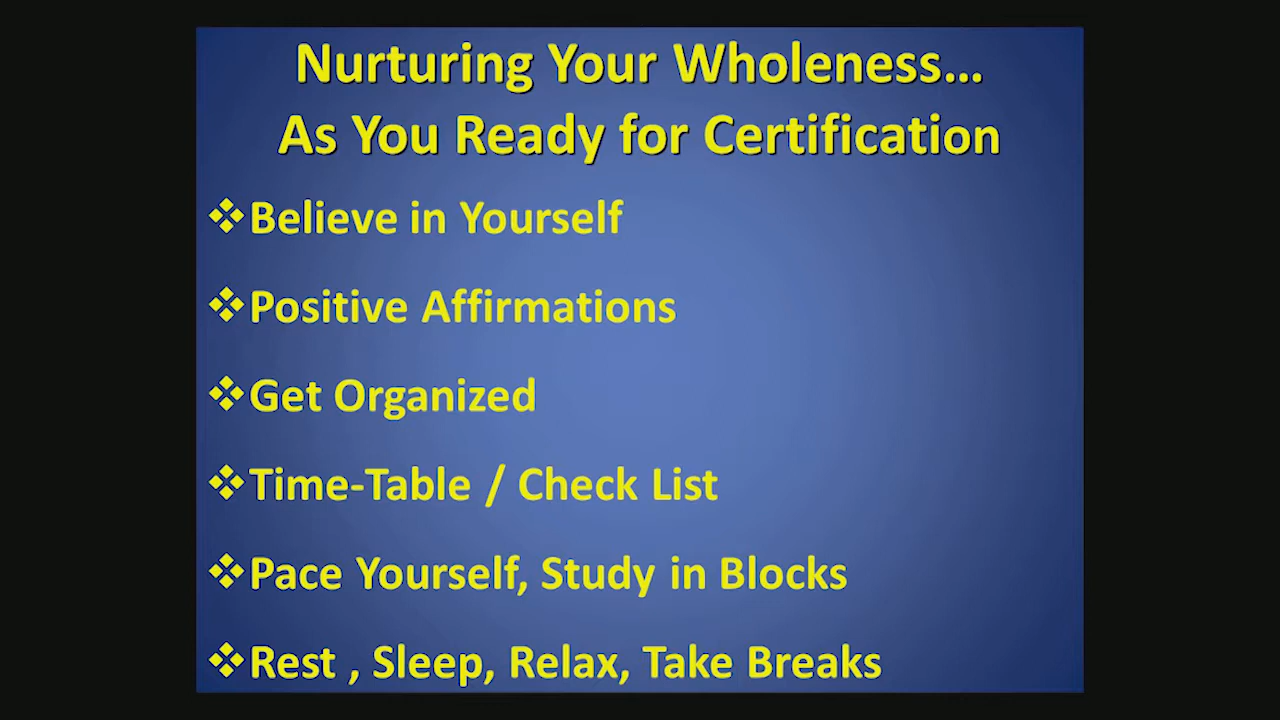 Nurturing Your Wholeness...
As You Ready for Certification
❖Believe in Yourself
❖Positive Affirmations
❖Get Organized
❖Time-Table / Check List
❖Pace Yourself, Study in Blocks
❖Rest , Sleep, Relax, Take Breaks